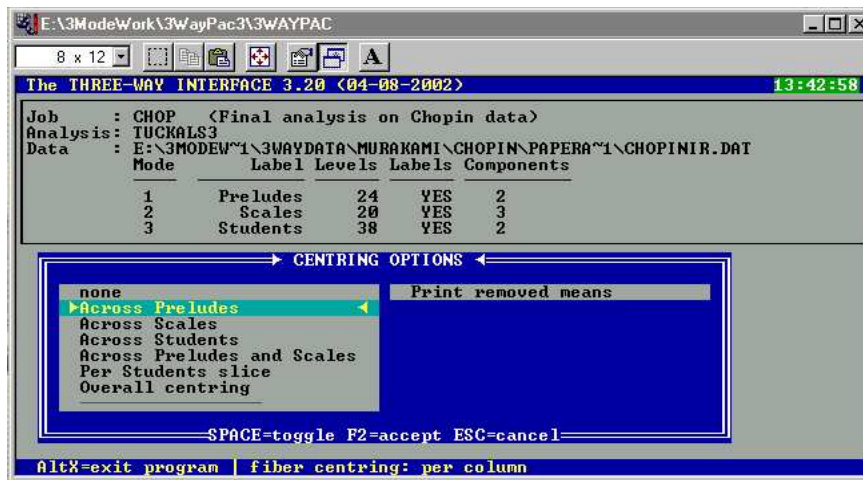 E:\3ModeWork\3WayPac3\3WAYPAC
8 x 12
A
The THREE-WAY INTERFACE 3.20 <04-08-2002> 13:42:58
Job : CHOP (Final analysis on Chopin data)
Analysis: TUCKALS3
Data : E:\3MODEW~1\3WAYDATA\MURAKAMI\CHOPIN\PAPERA~1\CHOPINIR.DAT
Mode Label Levels Labels Components
1 Preludes 24 YES 2
2 Scales 20 YES 3
3 Students 38 YES 2
CENTRING OPTIONS
none Print removed means
Across Preludes
Across Scales
Across Students
Across Preludes and Scales
Per Students slice
Overall centring
SPACE=toggle F2=accept ESC=cancel
AltX=exit program | fiber centring: per column